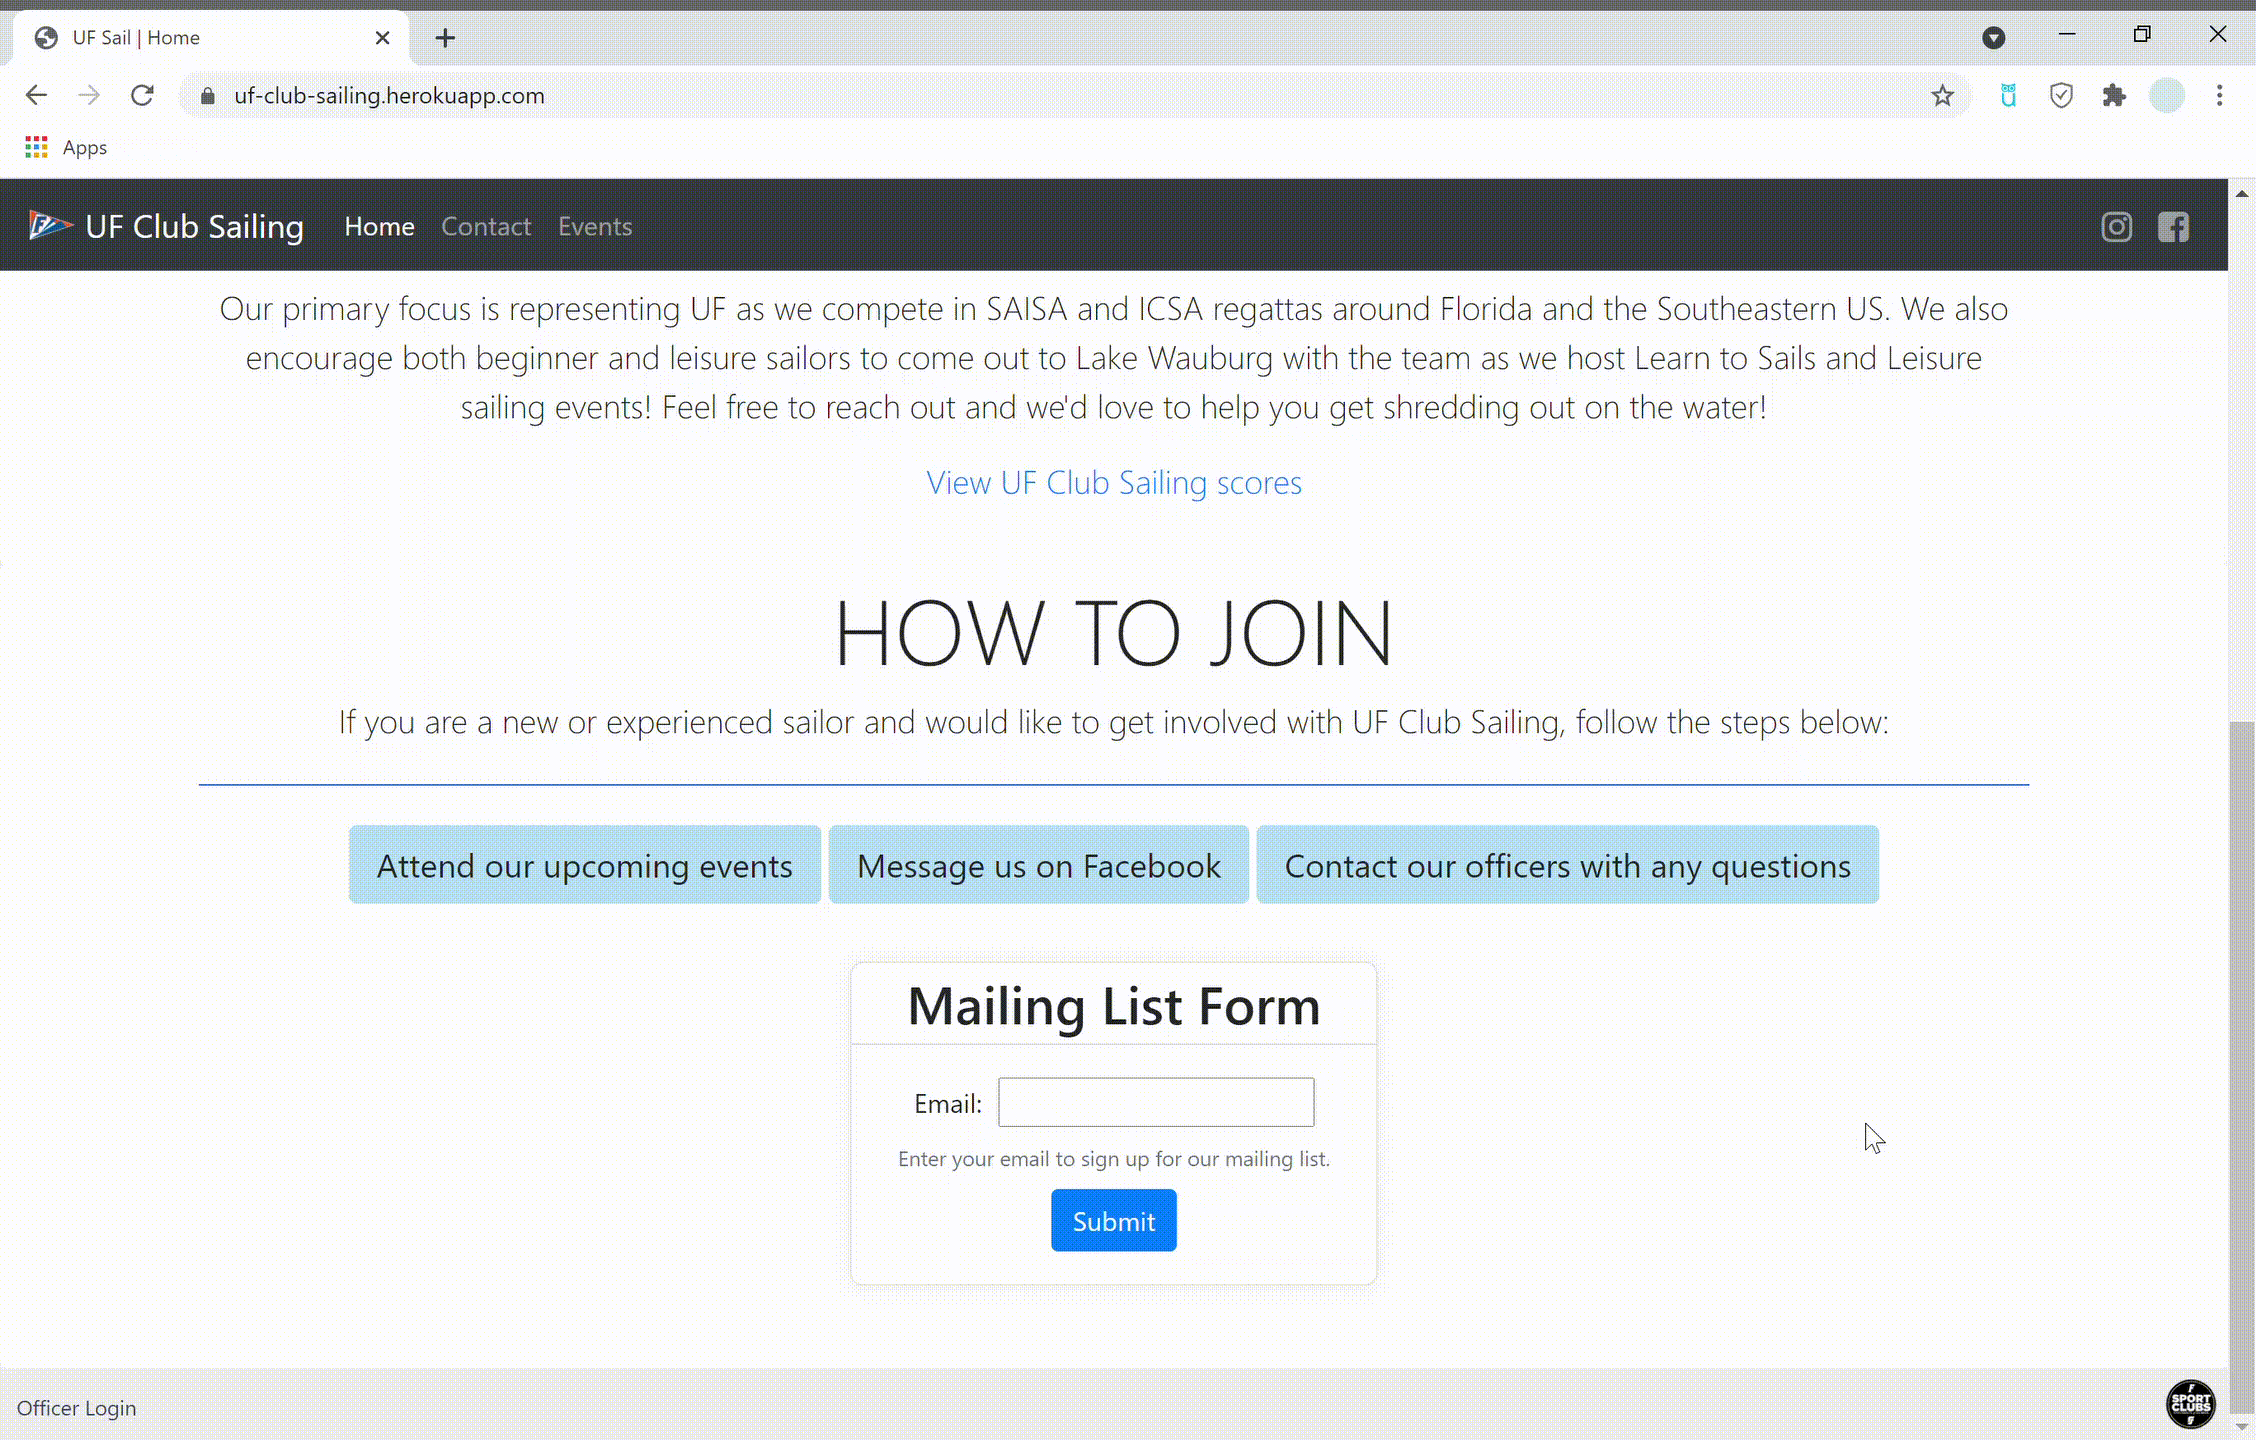 UF Sail | Home
uf-club-sailing.herokuapp.com
Apps
UF Club Sailing Home Contact Events
Our primary focus is representing UF as we compete in SAISA and ICSA regattas around Florida and the Southeastern US. We also
encourage both beginner and leisure sailors to come out to Lake Wauburg with the team as we host Learn to Sails and Leisure
sailing events! Feel free to reach out and we'd love to help you get shredding out on the water!
View UF Club Sailing scores
HOW TO JOIN
If you are a new or experienced sailor and would like to get involved with UF Club Sailing, follow the steps below:
Attend our upcoming events
Message us on Facebook
Contact our officers with any questions
Mailing List Form
Email:
Enter your email to sign up for our mailing list.
Submit
Officer Login
SPORT
CLUBS